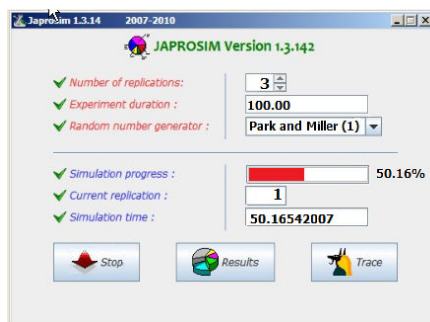 Japrosim 1.3.14 2007-2010
JAPROSIM Version 1.3.142
Number of replications: 3
Experiment duration : 100.00
Random number generator : Park and Miller (1)
Simulation progress : 50.16%
Current replication : 1
Simulation time : 50.16542007
Stop Results Trace